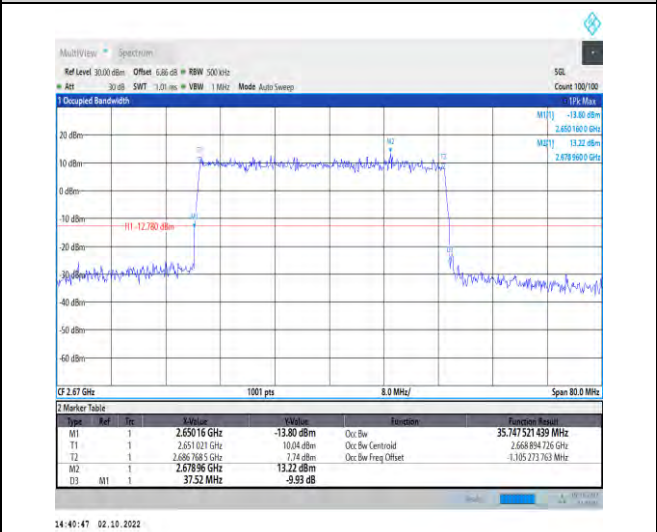 MultiView Spectrum
Ref Level 30.00 dBm Offset 6.86 dB RBW 500 kHz SGL
Att 30 dB SWT 1.01 ms VBW 1 MHz Mode Auto Sweep Count 100/100
1 Occupied Bandwidth 1Pk Max
M1[1] -13.80 dBm
2.650 160 0 GHz
M2[1] 13.22 dBm
2.678 960 0 GHz
20 dBm
M2
T1
T2
10 dBm
0 dBm
-10 dBm
M1
H1 -12.780 dBm
-20 dBm
D3
-30 dBm
-40 dBm
-50 dBm
-60 dBm
CF 2.67 GHz 1001 pts 8.0 MHz/ Span 80.0 MHz
2 Marker Table
Type Ref Trc X-Value Y-Value Function Function Result
M1 1 2.65016 GHz -13.80 dBm Occ Bw 35.747 521 439 MHz
T1 1 2.651 021 GHz 10.04 dBm Occ Bw Centroid 2.668 894 726 GHz
T2 1 2.686 768 5 GHz 7.74 dBm Occ Bw Freq Offset -1.105 273 763 MHz
M2 1 2.67896 GHz 13.22 dBm
D3 M1 1 37.52 MHz -9.93 dB
14:40:47 02.10.2022